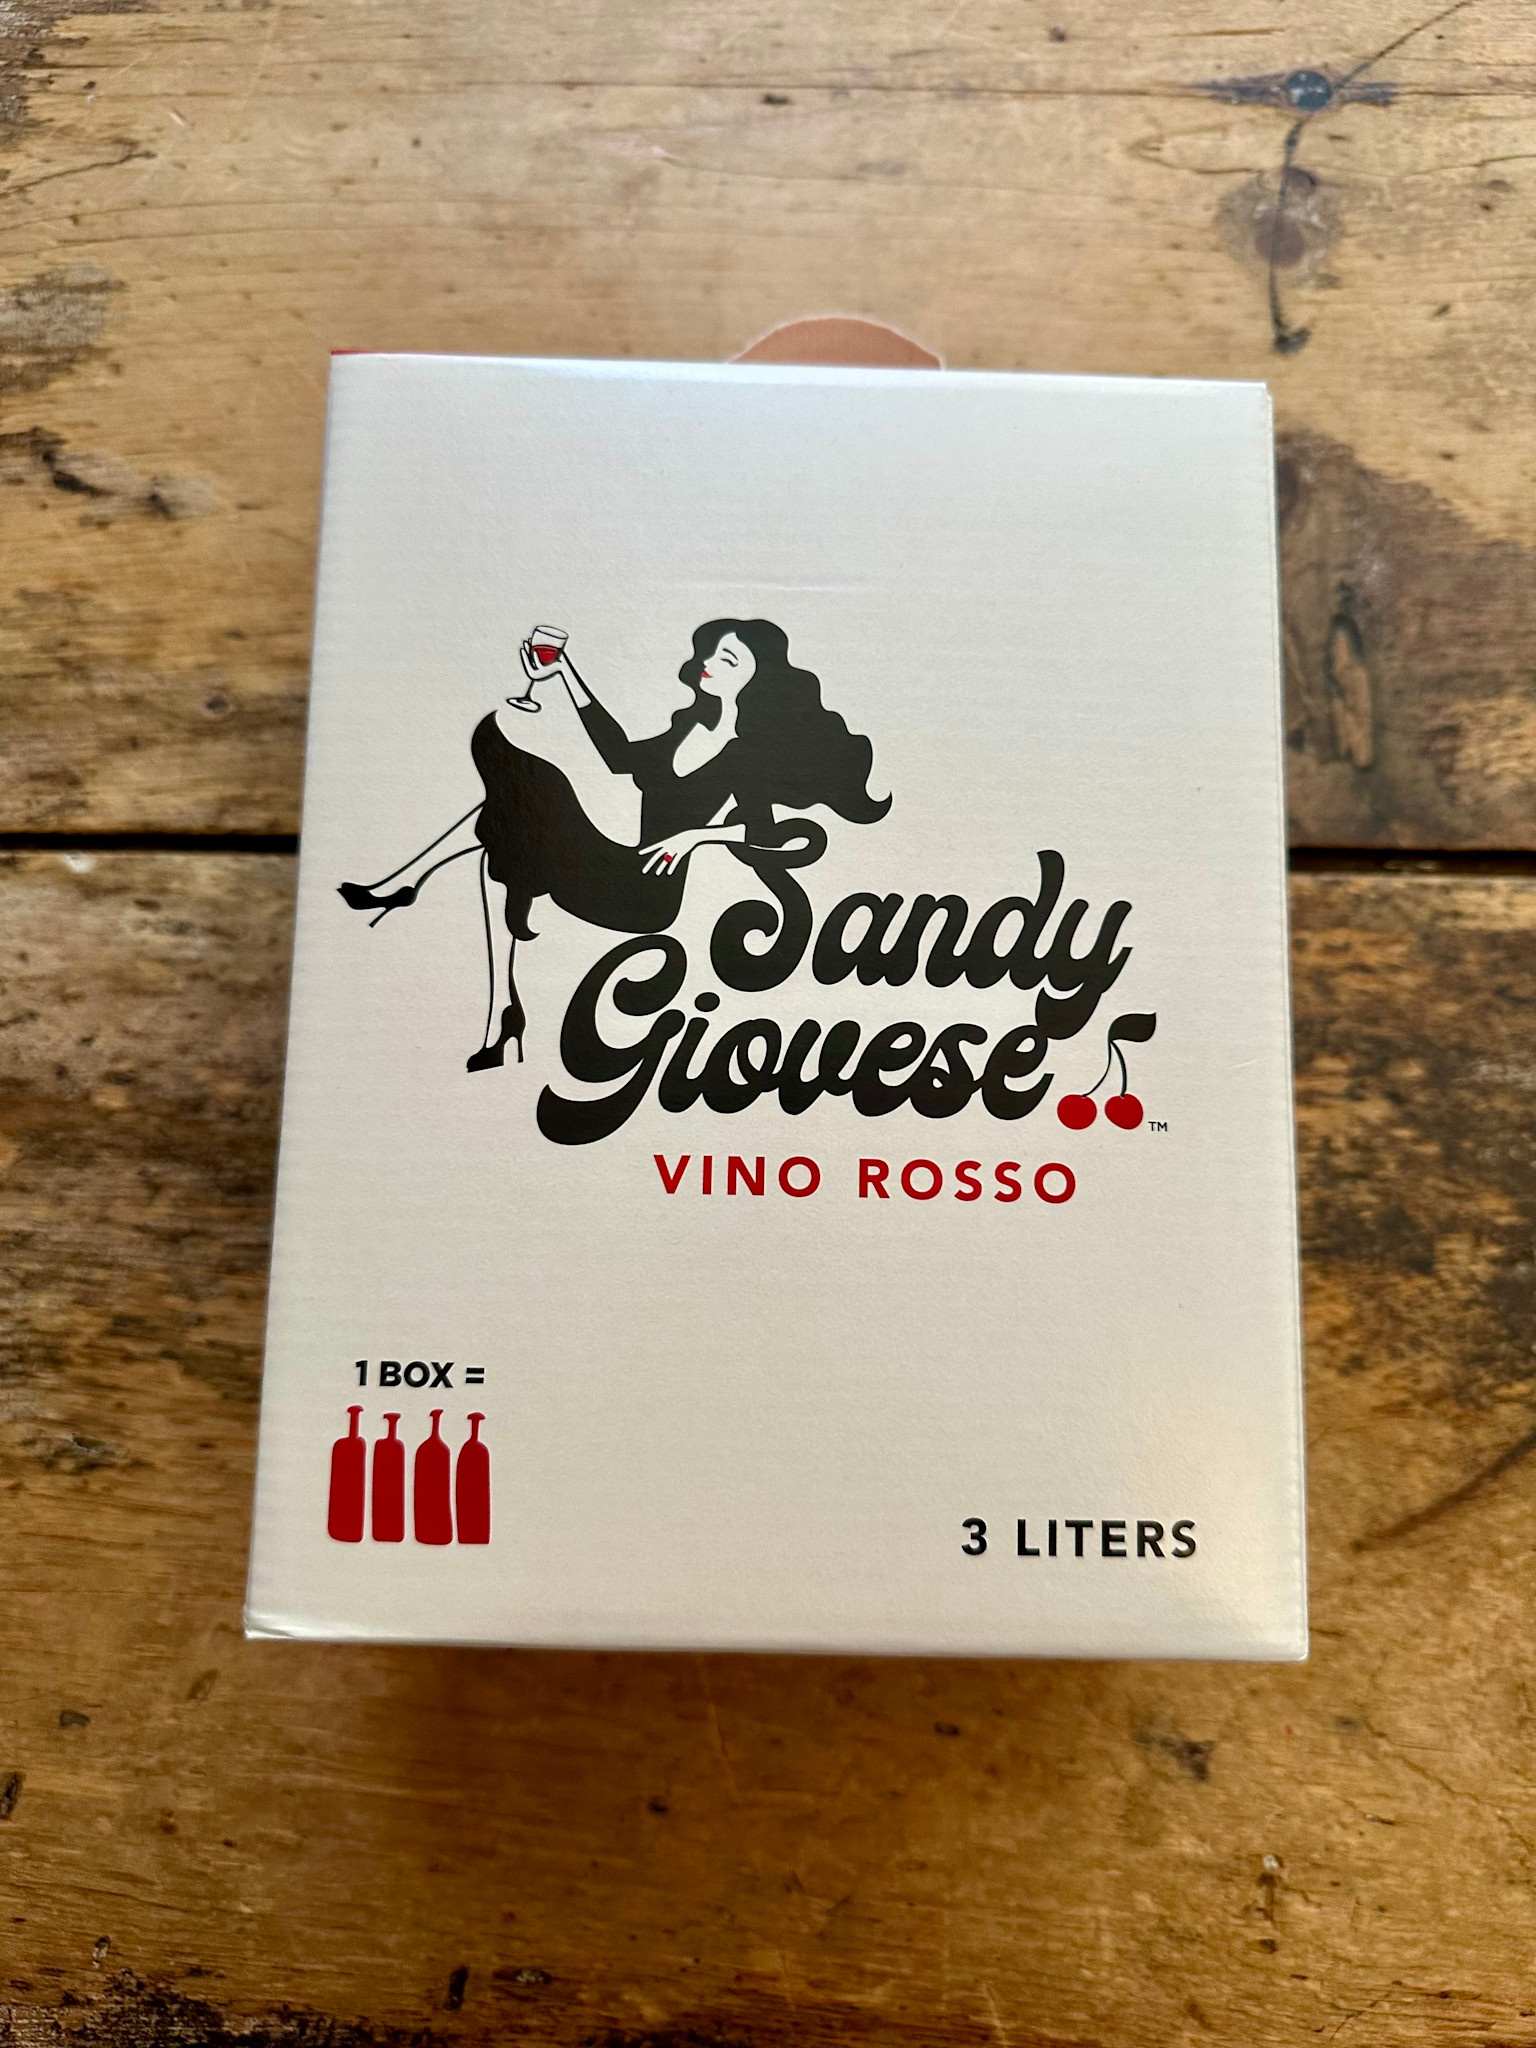 Sandy
Giovese
TM
VINO ROSSO
1 BOX =
3 LITERS